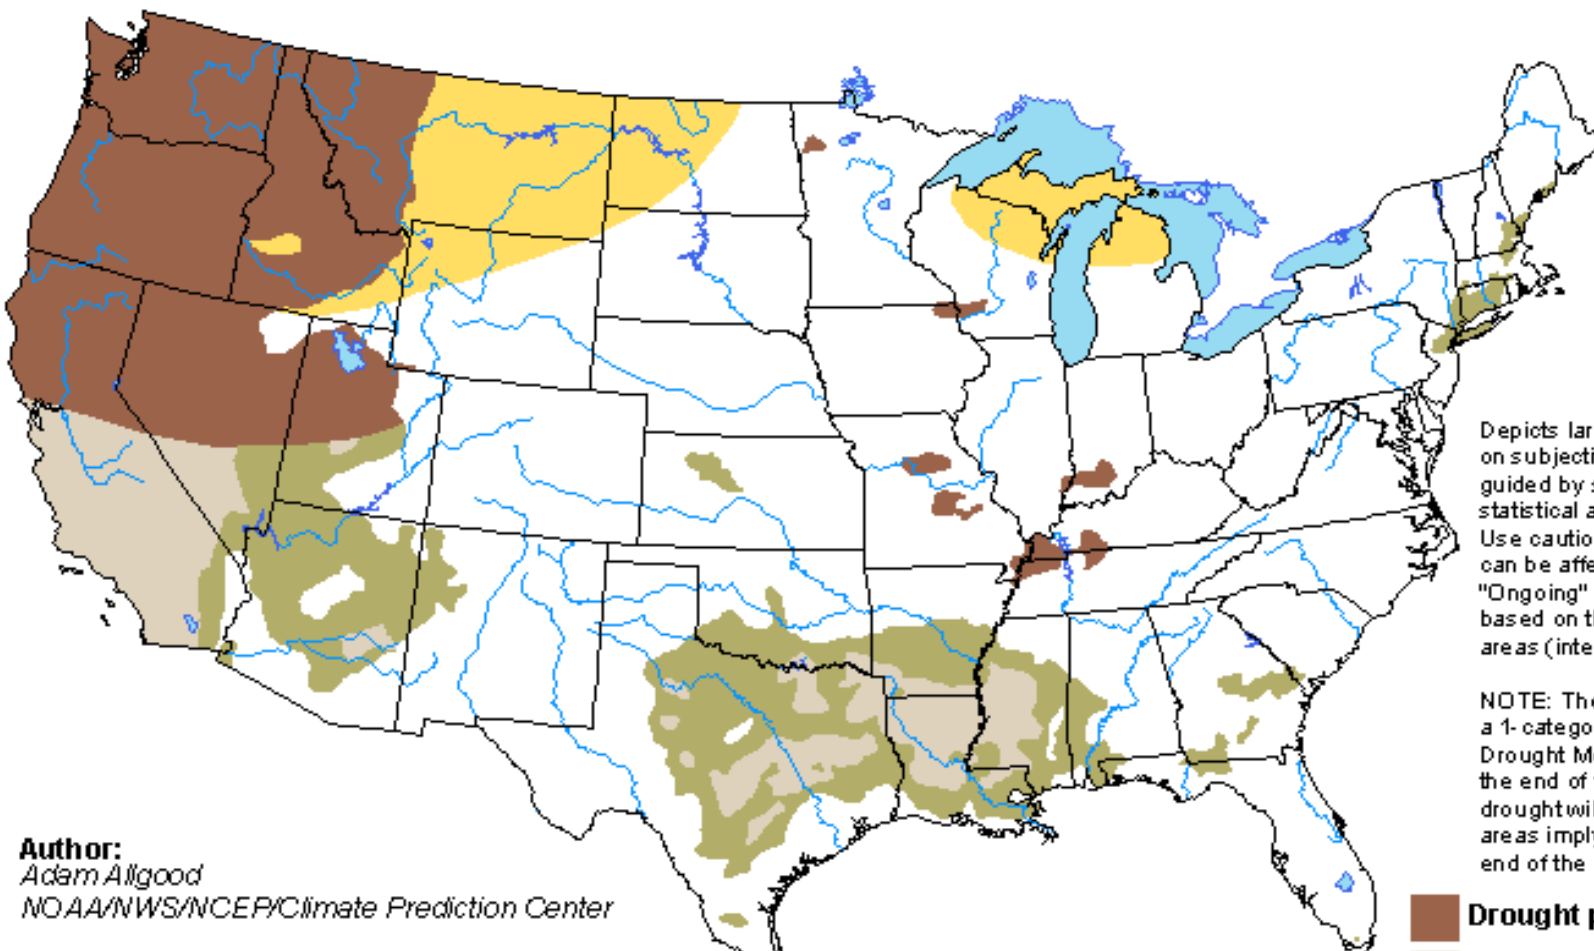 Depicts lar
on subjecti
guided by s
statistical a
Use cautio
can be affe
"Ongoing"
based on th
areas (inte
NOTE: The
a 1-catego
Drought Mo
the end of
drought wil
areas imply
end of the
Author:
Adam Allgood
NOAA/NWS/NCEP/Climate Prediction Center
Drought p